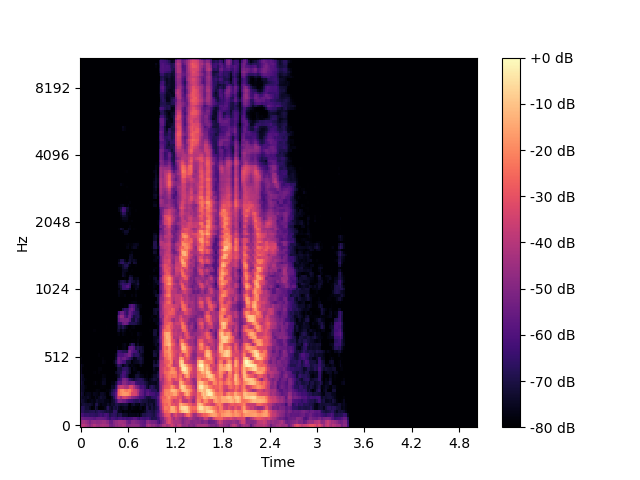 +0 dB
8192
-10 dB
4096
-20 dB
-30 dB
2048
-40 dB
Hz
1024
-50 dB
-60 dB
512
-70 dB
0
-80 dB
0 0.6 1.2 1.8 2.4 3 3.6 4.2 4.8
Time